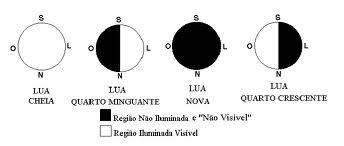 S S S S
O L O L O L O L
N N N N
LUA LUA LUA LUA
CHEIA QUARTO MINGUANTE NOVA QUARTO CRESCENTE
Região Não Iluminada e "Não Visível"
Região Iluminada Visível